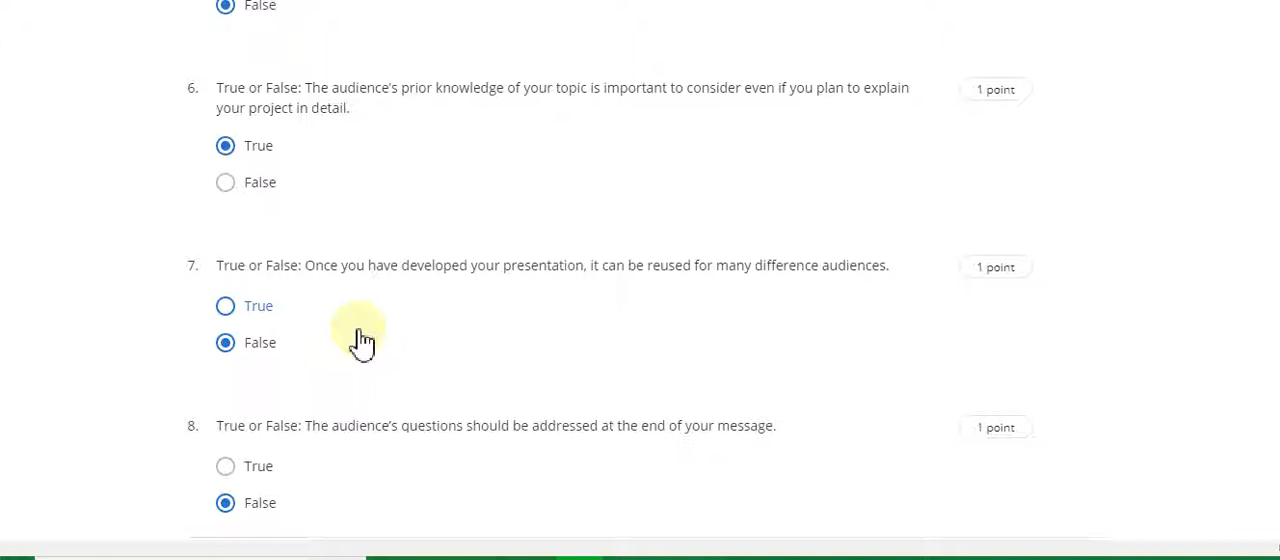 False
6. True or False: The audience's prior knowledge of your topic is important to consider even if you plan to explain
your project in detail.
1 point
True
False
7. True or False: Once you have developed your presentation, it can be reused for many difference audiences.
1 point
True
False
8. True or False: The audience's questions should be addressed at the end of your message.
1 point
True
False